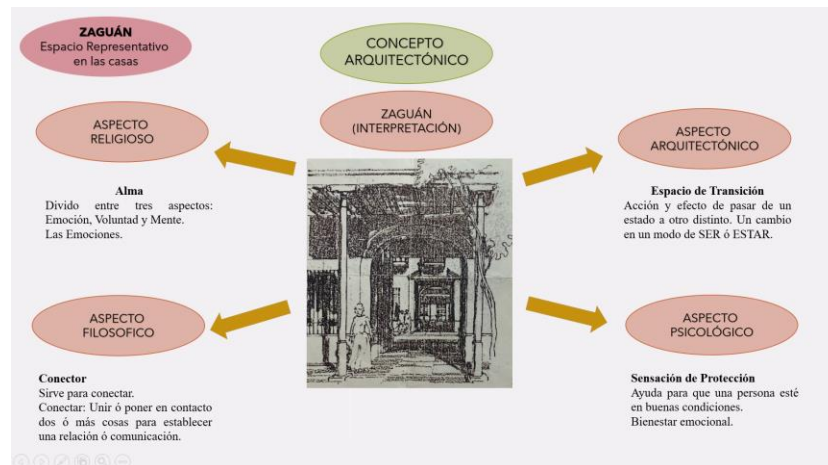 ZAGUÁN
Espacio Representativo
en las casas
CONCEPTO
ARQUITECTÓNICO
ASPECTO
RELIGIOSO
ZAGUÁN
(INTERPRETACIÓN)
ASPECTO
ARQUITECTÓNICO
Alma
Divido entre tres aspectos:
Emoción, Voluntad y Mente.
Las Emociones.
Espacio de Transición
Acción y efecto de pasar de un
estado a otro distinto. Un cambio
en un modo de SER ó ESTAR.
ASPECTO
FILOSOFICO
ASPECTO
PSICOLÓGICO
Conector
Sirve para conectar.
Conectar: Unir ó poner en contacto
dos ó más cosas para establecer
una relación ó comunicación.
Sensación de Protección
Ayuda para que una persona esté
en buenas condiciones.
Bienestar emocional.